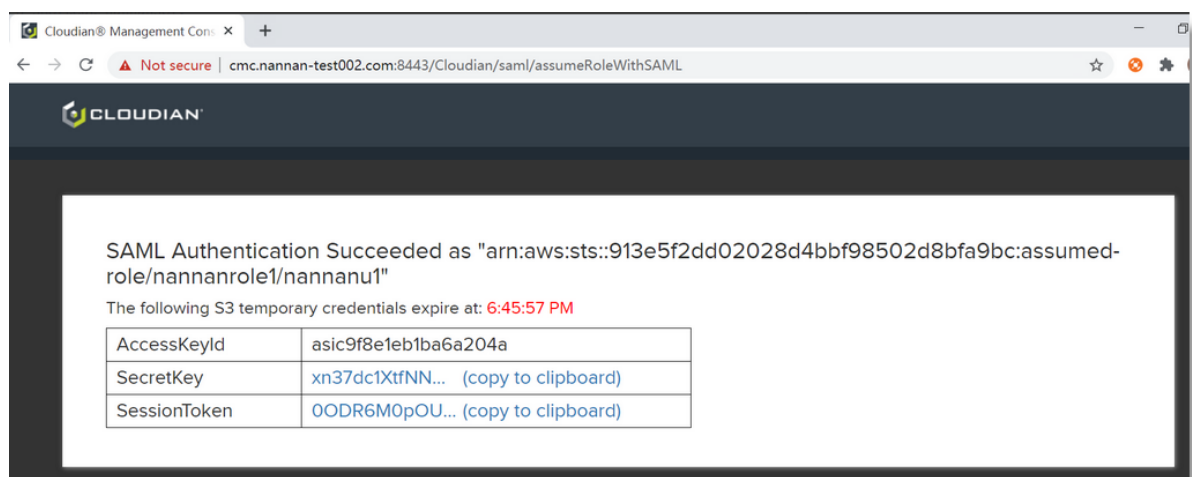 Cloudian® Management Cons
Not secure | cmc.nannan-test002.com:8443/Cloudian/saml/assumeRoleWithSAML
CLOUDIAN
SAML Authentication Succeeded as "arn:aws:sts::913e5f2dd02028d4bbf98502d8bfa9bc:assumed-
role/nannanrole1/nannanu1"
The following S3 temporary credentials expire at: 6:45:57 PM
AccessKeyId asic9f8e1eb1ba6a204a
SecretKey xn37dc1XtfNN... (copy to clipboard)
SessionToken 0ODR6M0pOU... (copy to clipboard)